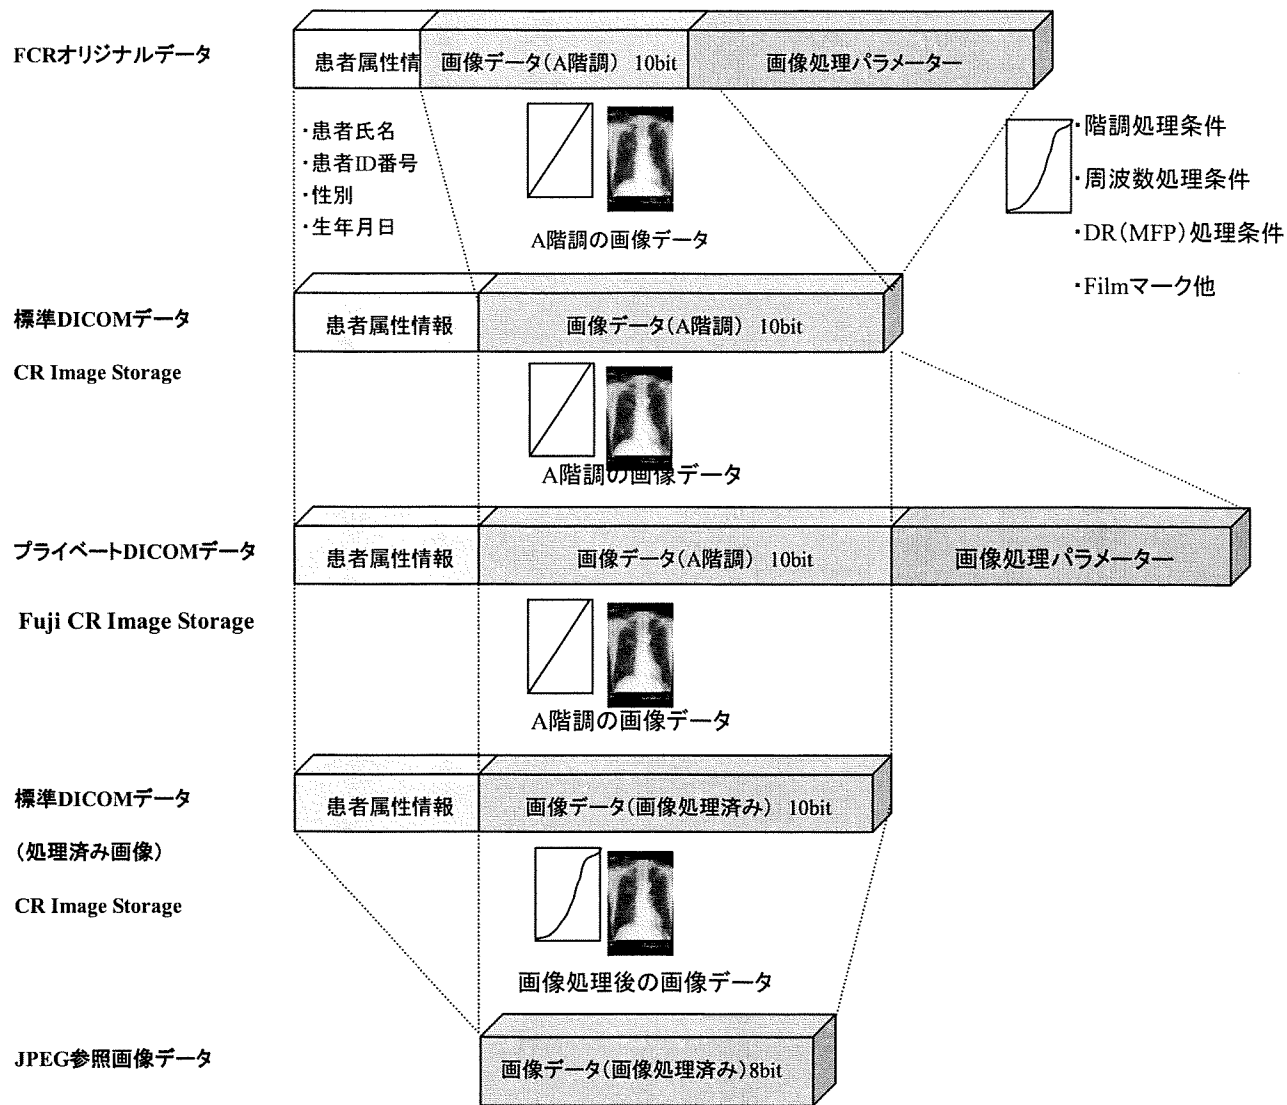 FCRオリジナルデータ
患者属性情
画像データ(A階調) 10bit
画像処理パラメーター
・患者氏名
・患者ID番号
・性別
・生年月日
A階調の画像データ
・階調処理条件
・周波数処理条件
・DR(MFP)処理条件
・Filmマーク他
標準DICOMデータ
CR Image Storage
患者属性情報
画像データ(A階調) 10bit
A階調の画像データ
プライベートDICOMデータ
Fuji CR Image Storage
患者属性情報
画像データ(A階調) 10bit
画像処理パラメーター
A階調の画像データ
標準DICOMデータ
(処理済み画像)
CR Image Storage
患者属性情報
画像データ(画像処理済み) 10bit
画像処理後の画像データ
JPEG参照画像データ
画像データ(画像処理済み)8bit